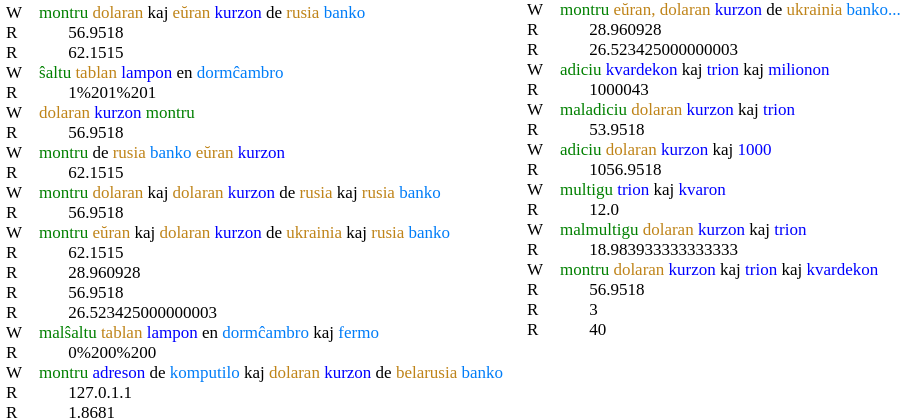 W montru dolaran kaj eŭran kurzon de rusia banko
R 56.9518
R 62.1515
W ŝaltu tablan lampon en dormĉambro
R 1%201%201
W dolaran kurzon montru
R 56.9518
W montru de rusia banko eŭran kurzon
R 62.1515
W montru dolaran kaj dolaran kurzon de rusia kaj rusia banko
R 56.9518
W montru eŭran kaj dolaran kurzon de ukrainia kaj rusia banko
R 62.1515
R 28.960928
R 56.9518
R 26.523425000000003
W malŝaltu tablan lampon en dormĉambro kaj fermo
R 0%200%200
W montru adreson de komputilo kaj dolaran kurzon de belarusia banko
R 127.0.1.1
R 1.8681
W montru eŭran, dolaran kurzon de ukrainia banko...
R 28.960928
R 26.523425000000003
W adiciu kvardekon kaj trion kaj milionon
R 1000043
W maladiciu dolaran kurzon kaj trion
R 53.9518
W adiciu dolaran kurzon kaj 1000
R 1056.9518
W multigu trion kaj kvaron
R 12.0
W malmultigu dolaran kurzon kaj trion
R 18.983933333333333
W montru dolaran kurzon kaj trion kaj kvardekon
R 56.9518
R 3
R 40